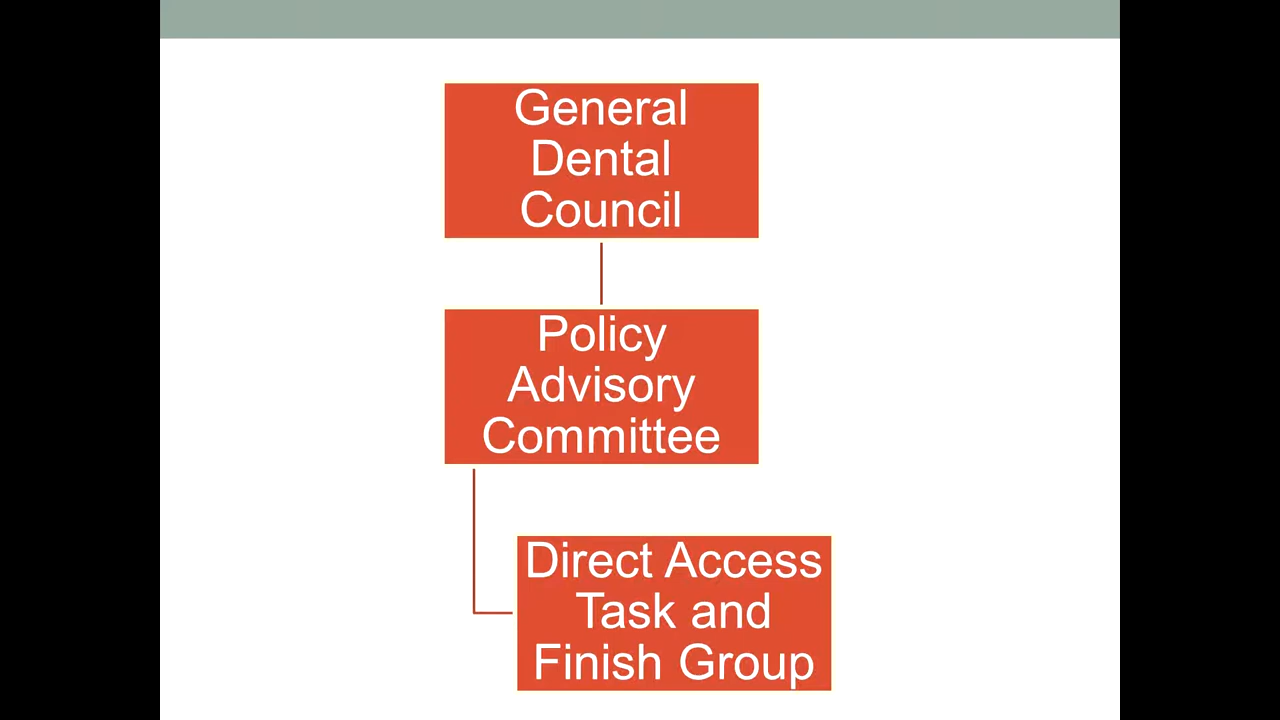 General
Dental
Council
Policy
Advisory
Committee
Direct Access
Task and
Finish Group